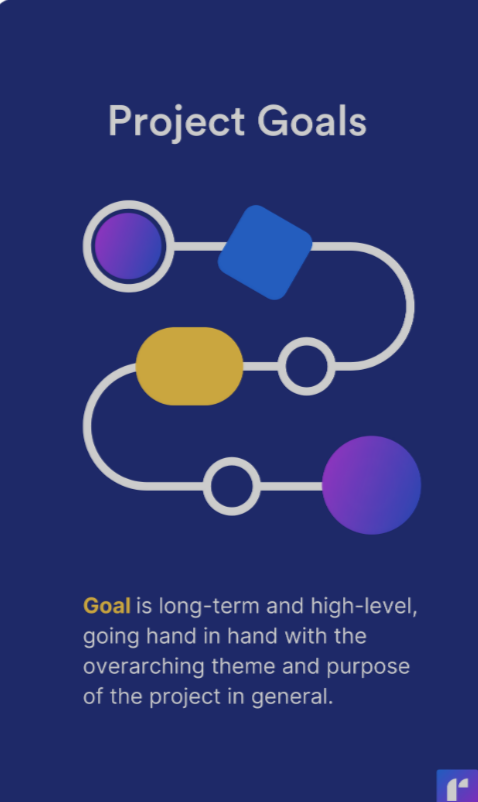 Project Goals
Goal is long-term and high-level,
going hand in hand with the
overarching theme and purpose
of the project in general.